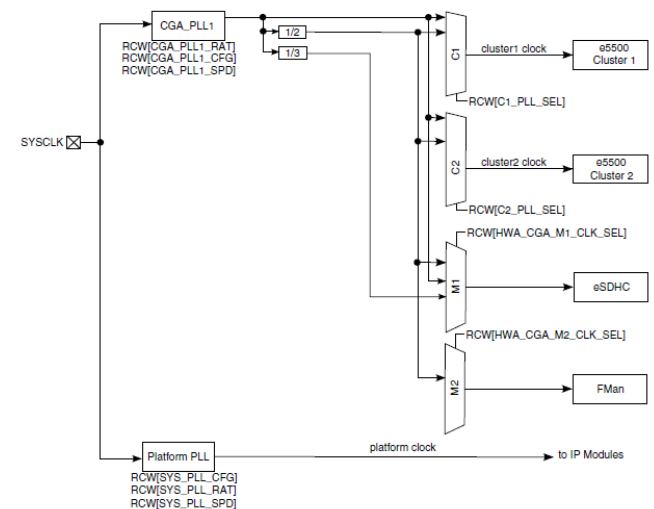 CGA_PLL1
RCW[CGA_PLL1_RAT]
RCW[CGA_PLL1_CFG]
RCW[CGA_PLL1_SPD]
1/2
1/3
C1
cluster1 clock
e5500
Cluster 1
RCW[C1_PLL_SEL]
SYSCLK
C2
cluster2 clock
e5500
Cluster 2
RCW[C2_PLL_SEL]
RCW[HWA_CGA_M1_CLK_SEL]
M1
eSDHC
RCW[HWA_CGA_M2_CLK_SEL]
M2
FMan
Platform PLL
platform clock
to IP Modules
RCW[SYS_PLL_CFG]
RCW[SYS_PLL_RAT]
RCW[SYS_PLL_SPD]